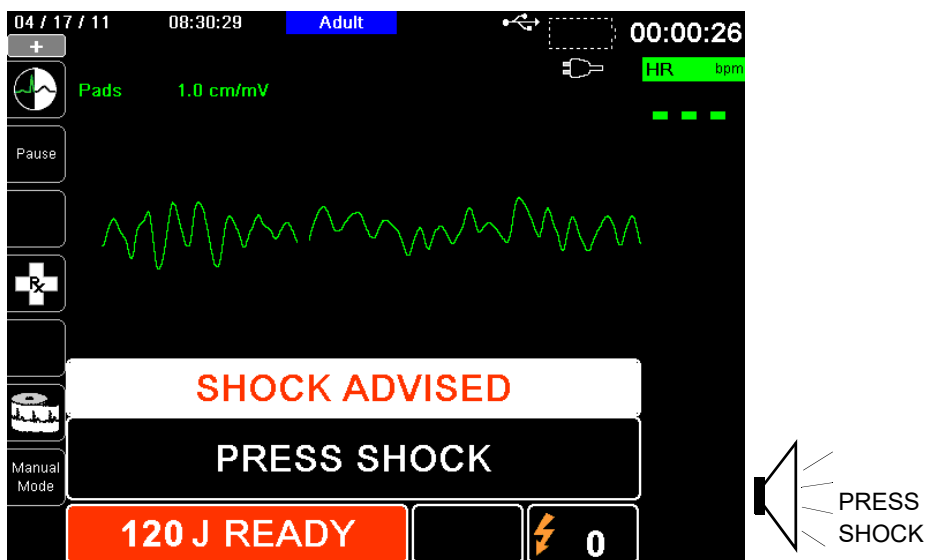 04 / 17 / 11 08:30:29 Adult 00:00:26
+
HR bpm
Pads 1.0 cm/mV
- - -
Pause
Rx
SHOCK ADVISED
PRESS SHOCK
Manual
Mode
120 J READY 0
PRESS
SHOCK